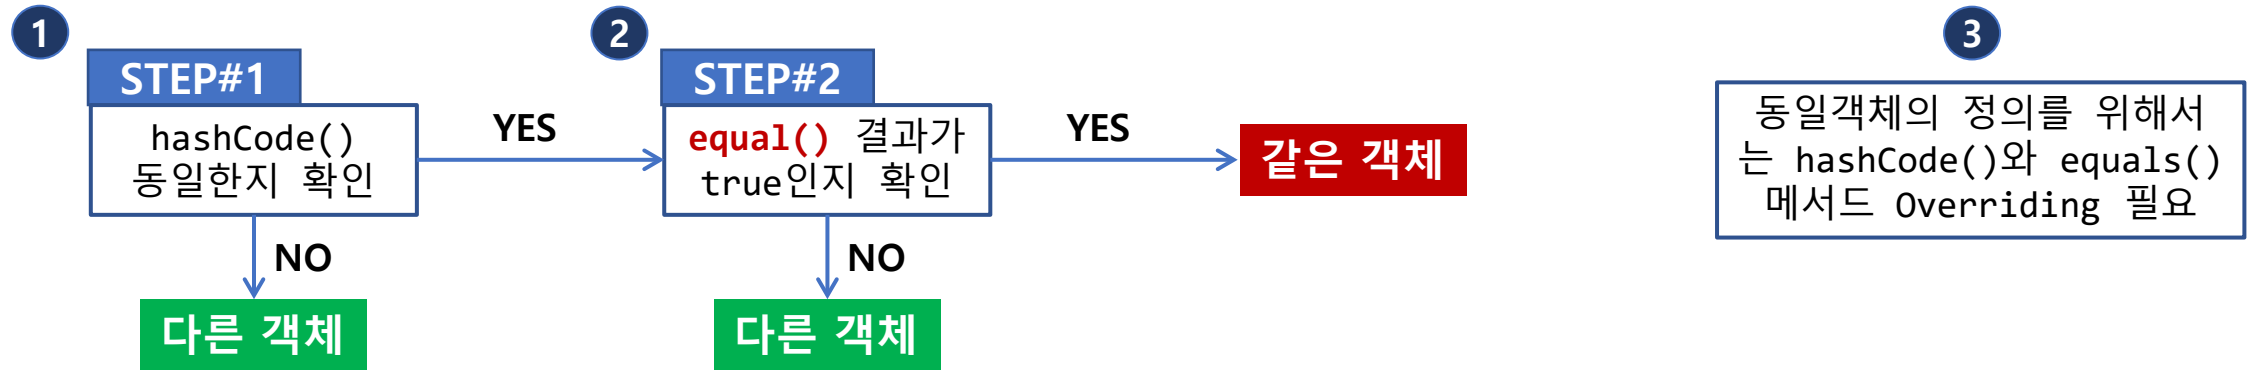 1
STEP#1
hashCode()
동일한지 확인
YES
NO
다른 객체
2
STEP#2
equal() 결과가
true인지 확인
YES
같은 객체
NO
다른 객체
3
동일객체의 정의를 위해서
는 hashCode()와 equals()
메서드 Overriding 필요